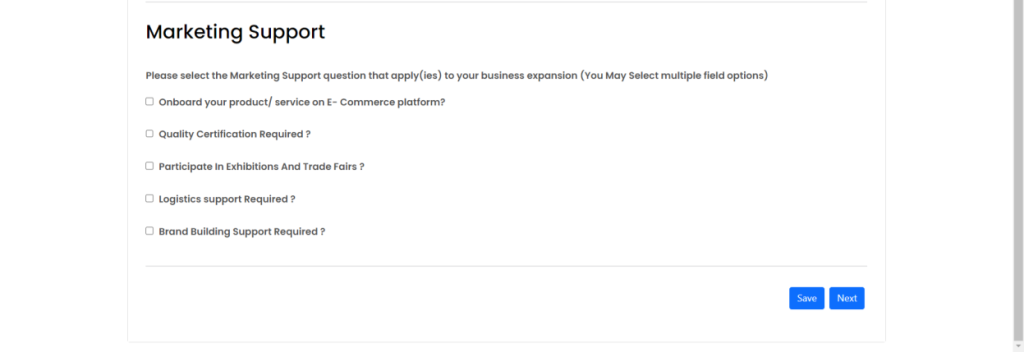 Marketing Support
Please select the Marketing Support question that apply(ies) to your business expansion (You May Select multiple field options)
Onboard your product/ service on E- Commerce platform?
Quality Certification Required ?
Participate In Exhibitions And Trade Fairs ?
Logistics support Required ?
Brand Building Support Required ?
Save Next